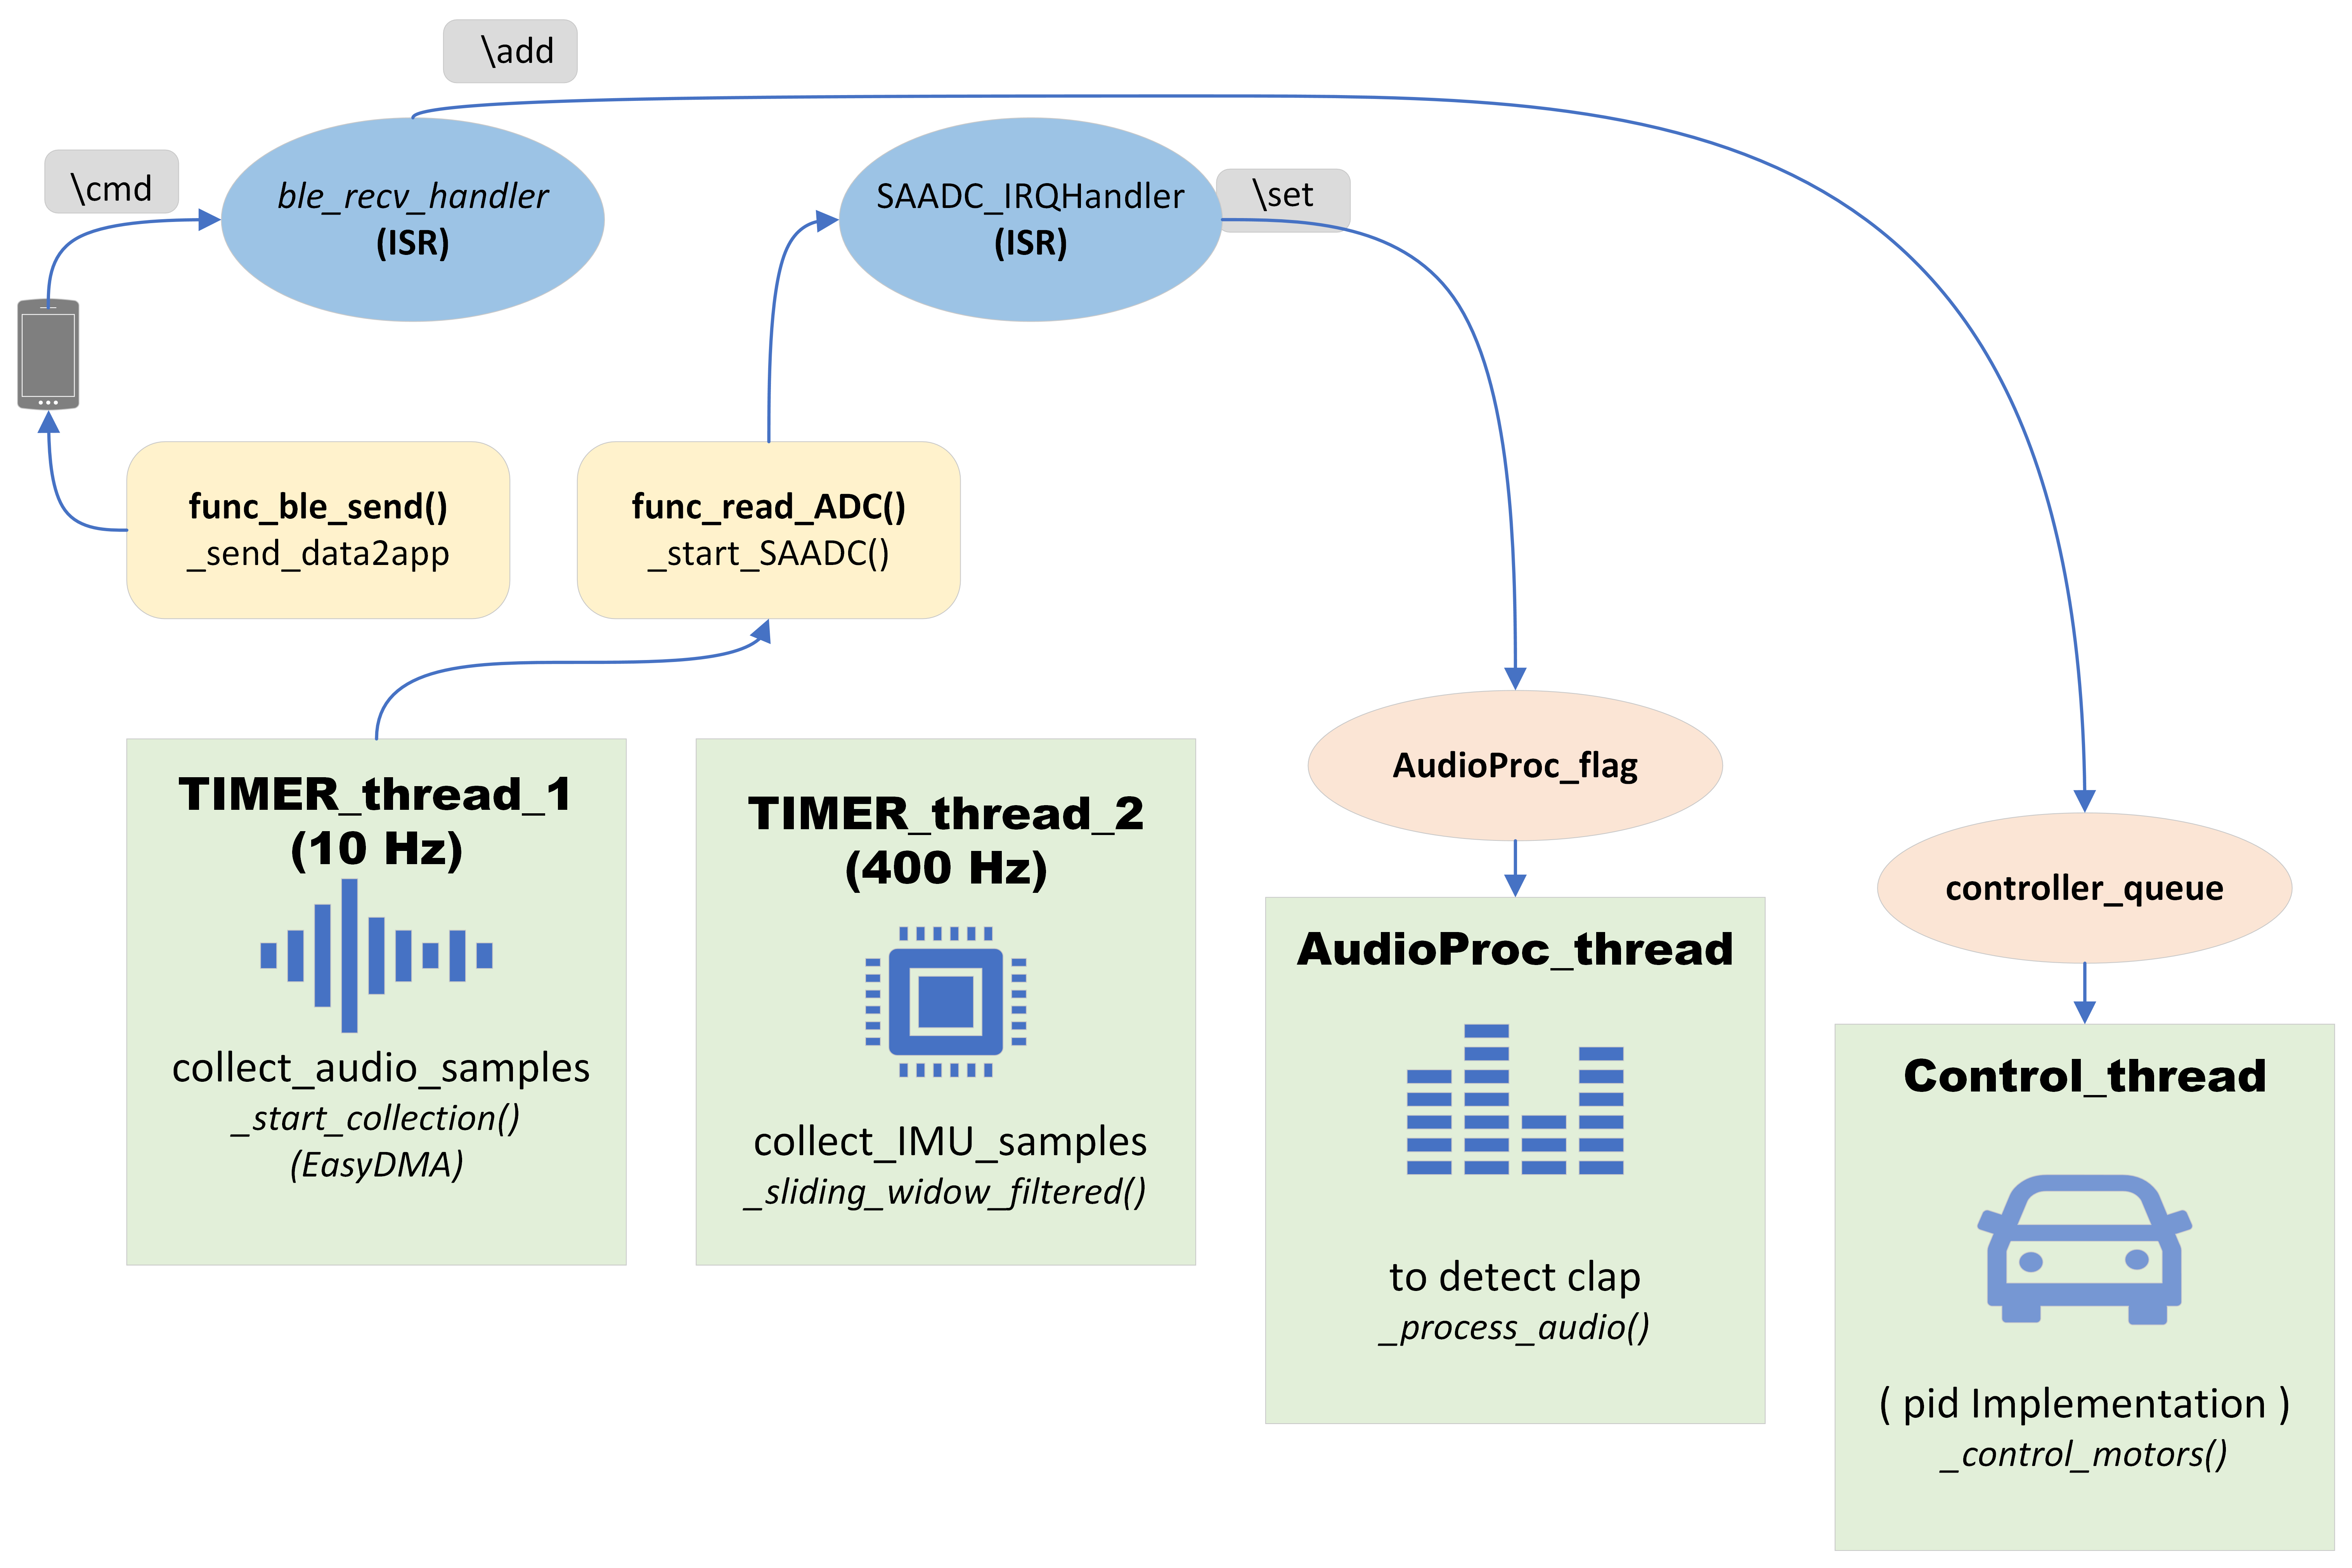 \add
\cmd
ble_recv_handler
(ISR)
SAADC_IRQHandler
(ISR)
\set
func_ble_send()
_send_data2app
func_read_ADC()
_start_SAADC()
TIMER_thread_1
(10 Hz)
collect_audio_samples
_start_collection()
(EasyDMA)
TIMER_thread_2
(400 Hz)
collect_IMU_samples
_sliding_widow_filtered()
AudioProc_flag
AudioProc_thread
to detect clap
_process_audio()
controller_queue
Control_thread
( pid Implementation )
_control_motors()